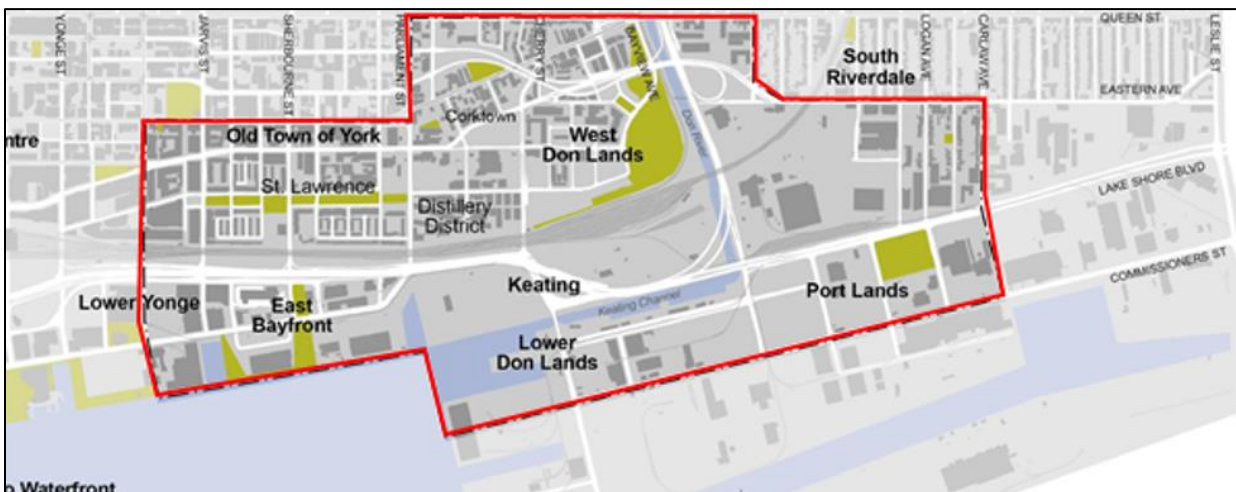 YONGE ST
JARVIS ST
SHERBOURNE ST
PARLIAMENT ST
CHERRY ST
BAYVIEW AVE
LOGAN AVE
CARLAW AVE
QUEEN ST
LESLIE ST
South
Riverdale
EASTERN AVE
Corktown
Don River
ntre
Old Town of York
West
Don Lands
St. Lawrence
Distillery
District
LAKE SHORE BLVD
COMMISSIONERS ST
Keating
Lower Yonge
East
Bayfront
Keating Channel
Port Lands
Lower
Don Lands
o Waterfront